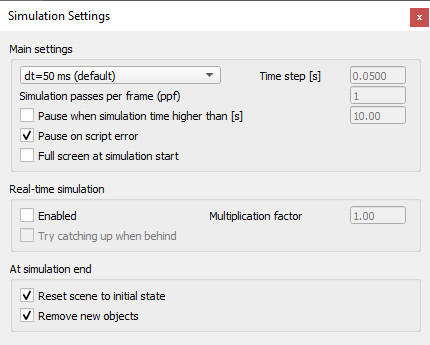 Simulation Settings
x
Main settings
dt=50 ms (default) Time step [s] 0.0500
Simulation passes per frame (ppf) 1
Pause when simulation time higher than [s] 10.00
Pause on script error
Full screen at simulation start
Real-time simulation
Enabled Multiplication factor 1.00
Try catching up when behind
At simulation end
Reset scene to initial state
Remove new objects